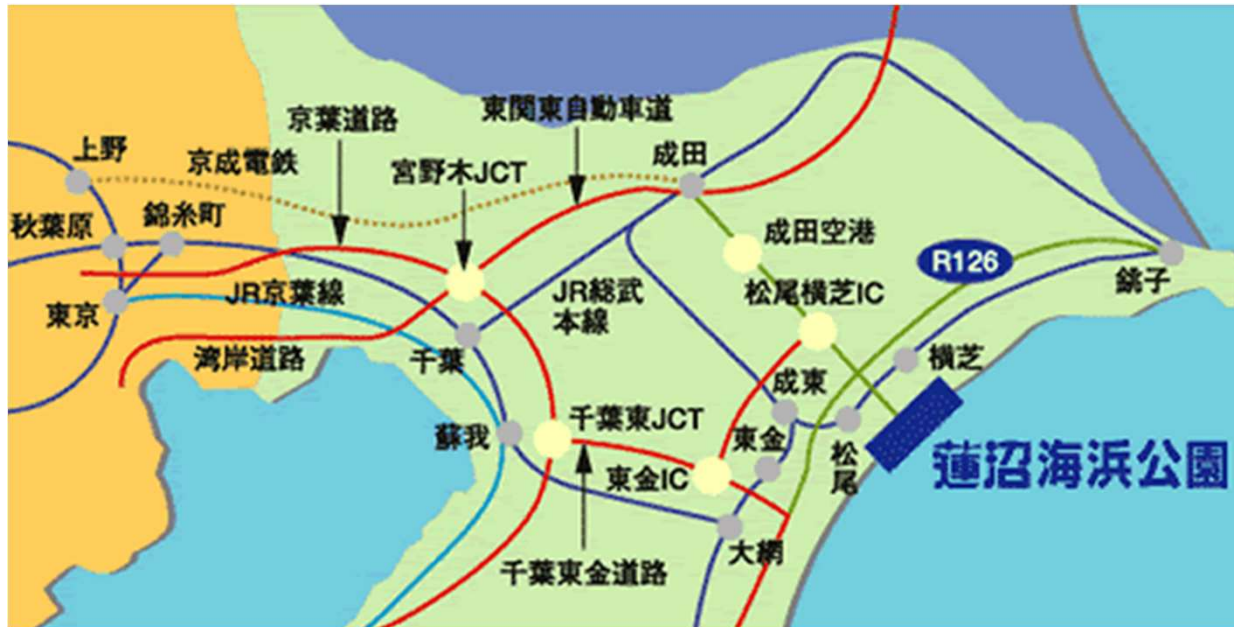 京葉道路
東関東自動車道
上野
京成電鉄
宮野木JCT
成田
秋葉原
錦糸町
成田空港
R126
銚子
東京
JR京葉線
JR総武
本線
松尾横芝IC
湾岸道路
千葉
横芝
成東
蘇我
千葉東JCT
東金
松
尾
東金IC
蓮沼海浜公園
大網
千葉東金道路